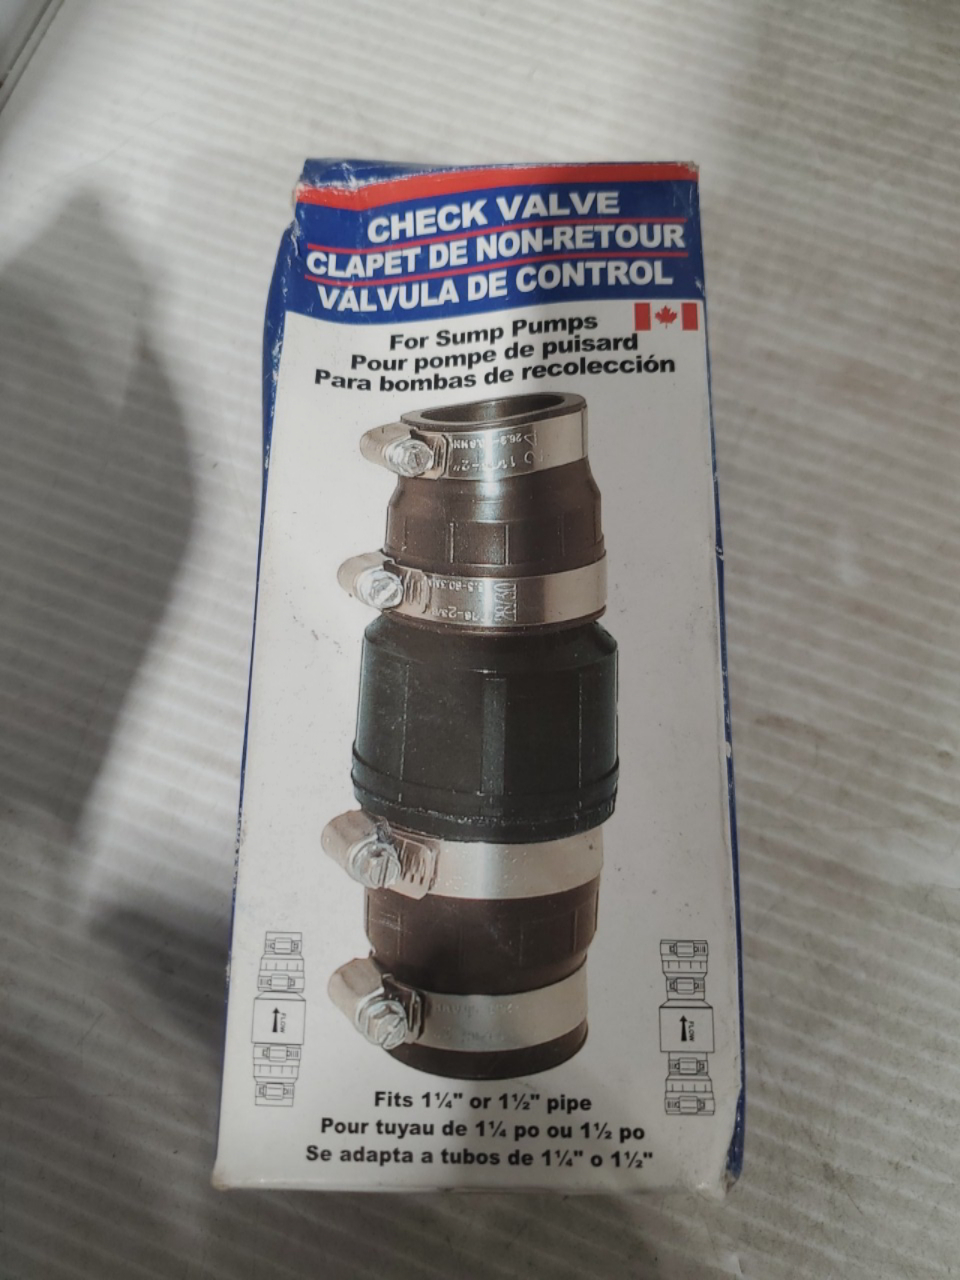 CHECK VALVE
CLAPET DE NON-RETOUR
VÁLVULA DE CONTROL
For Sump Pumps
Pour pompe de puisard
Para bombas de recolección
FLOW
FLOW
Fits 1¼" or 1½" pipe
Pour tuyau de 1¼ po ou 1½ po
Se adapta a tubos de 1¼" o 1½"